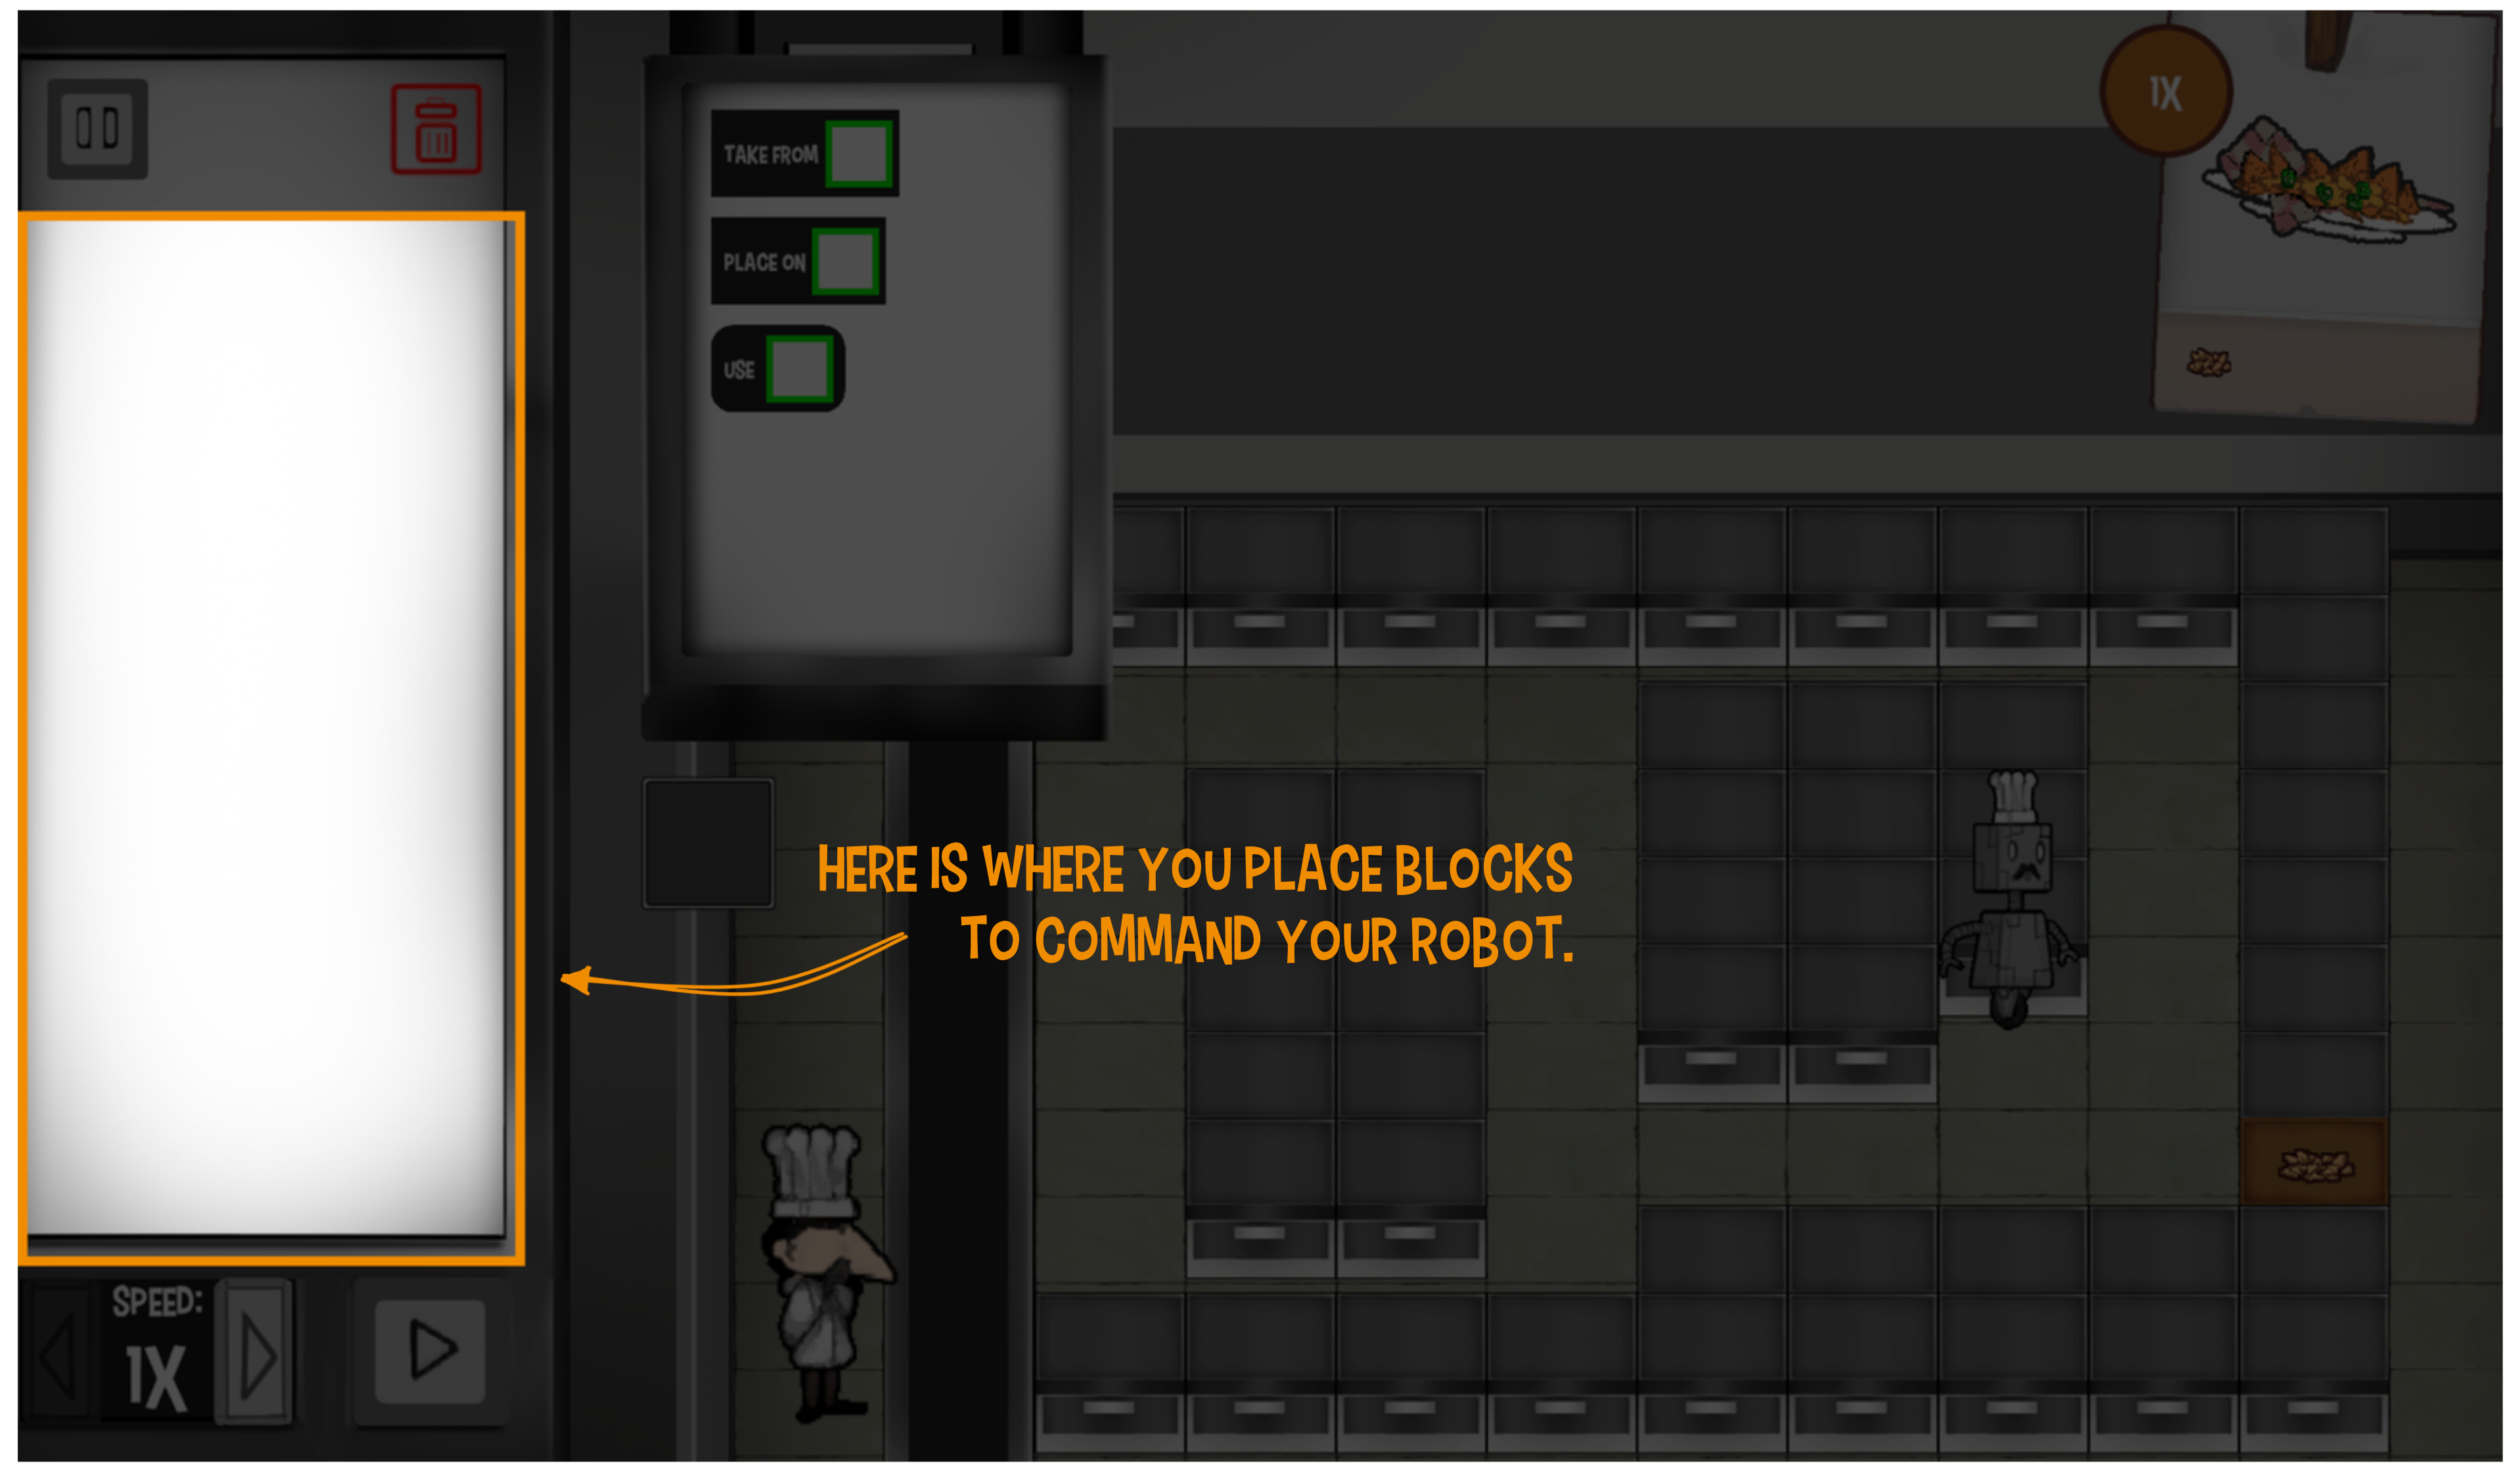 TAKE FROM
PLACE ON
USE
1X
HERE IS WHERE YOU PLACE BLOCKS
TO COMMAND YOUR ROBOT.
SPEED:
1X